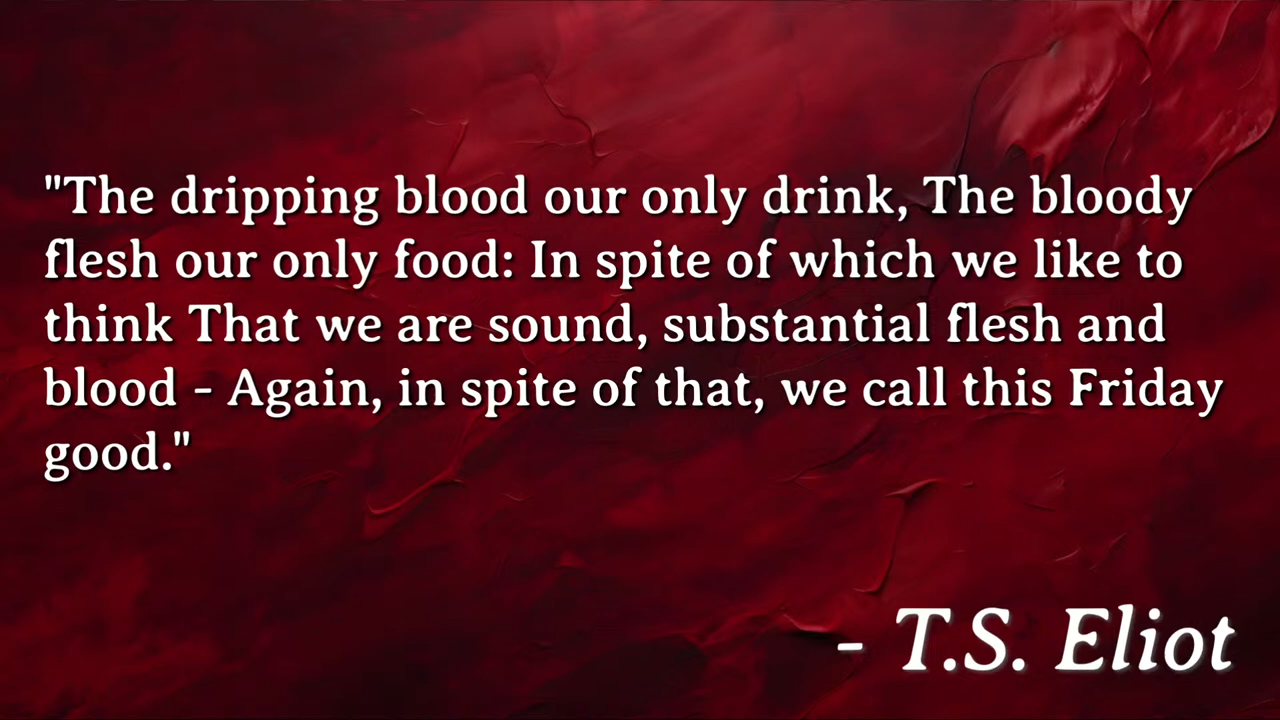 "The dripping blood our only drink, The bloody
flesh our only food: In spite of which we like to
think That we are sound, substantial flesh and
blood - Again, in spite of that, we call this Friday
good."
- T.S. Eliot